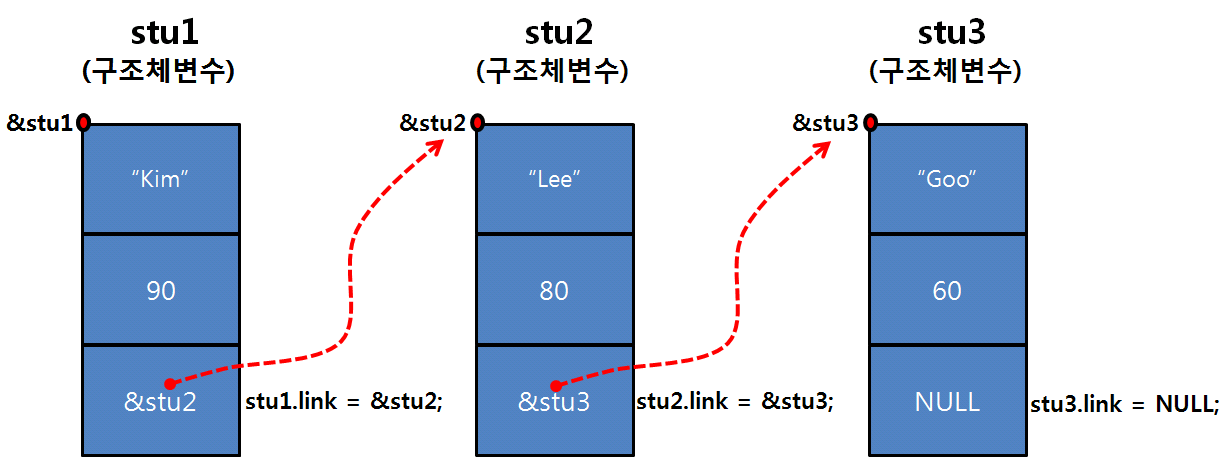 stu1
(구조체변수)
stu2
(구조체변수)
stu3
(구조체변수)
&stu1
&stu2
&stu3
“Kim”
“Lee”
“Goo”
90
80
60
&stu2
stu1.link = &stu2;
&stu3
stu2.link = &stu3;
NULL
stu3.link = NULL;